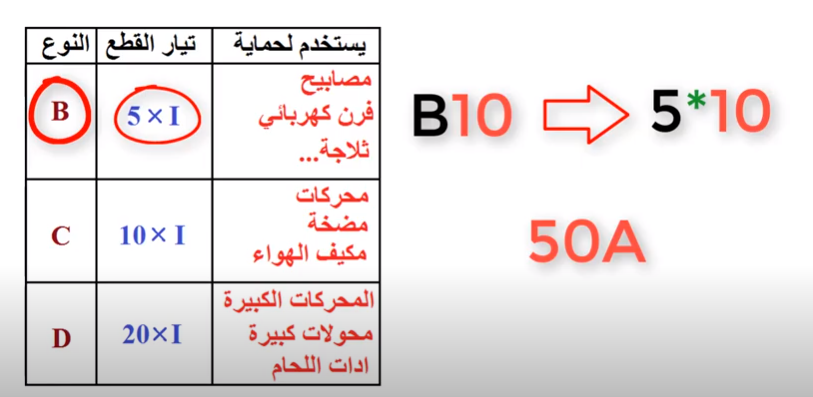 النوع تيار القطع يستخدم لحماية
B 5×I مصابيح
فرن كهربائي
ثلاجة...
C 10×I محركات
مضخة
مكيف الهواء
D 20×I المحركات الكبيرة
محولات كبيرة
ادات اللحام
B10 5*10
50A